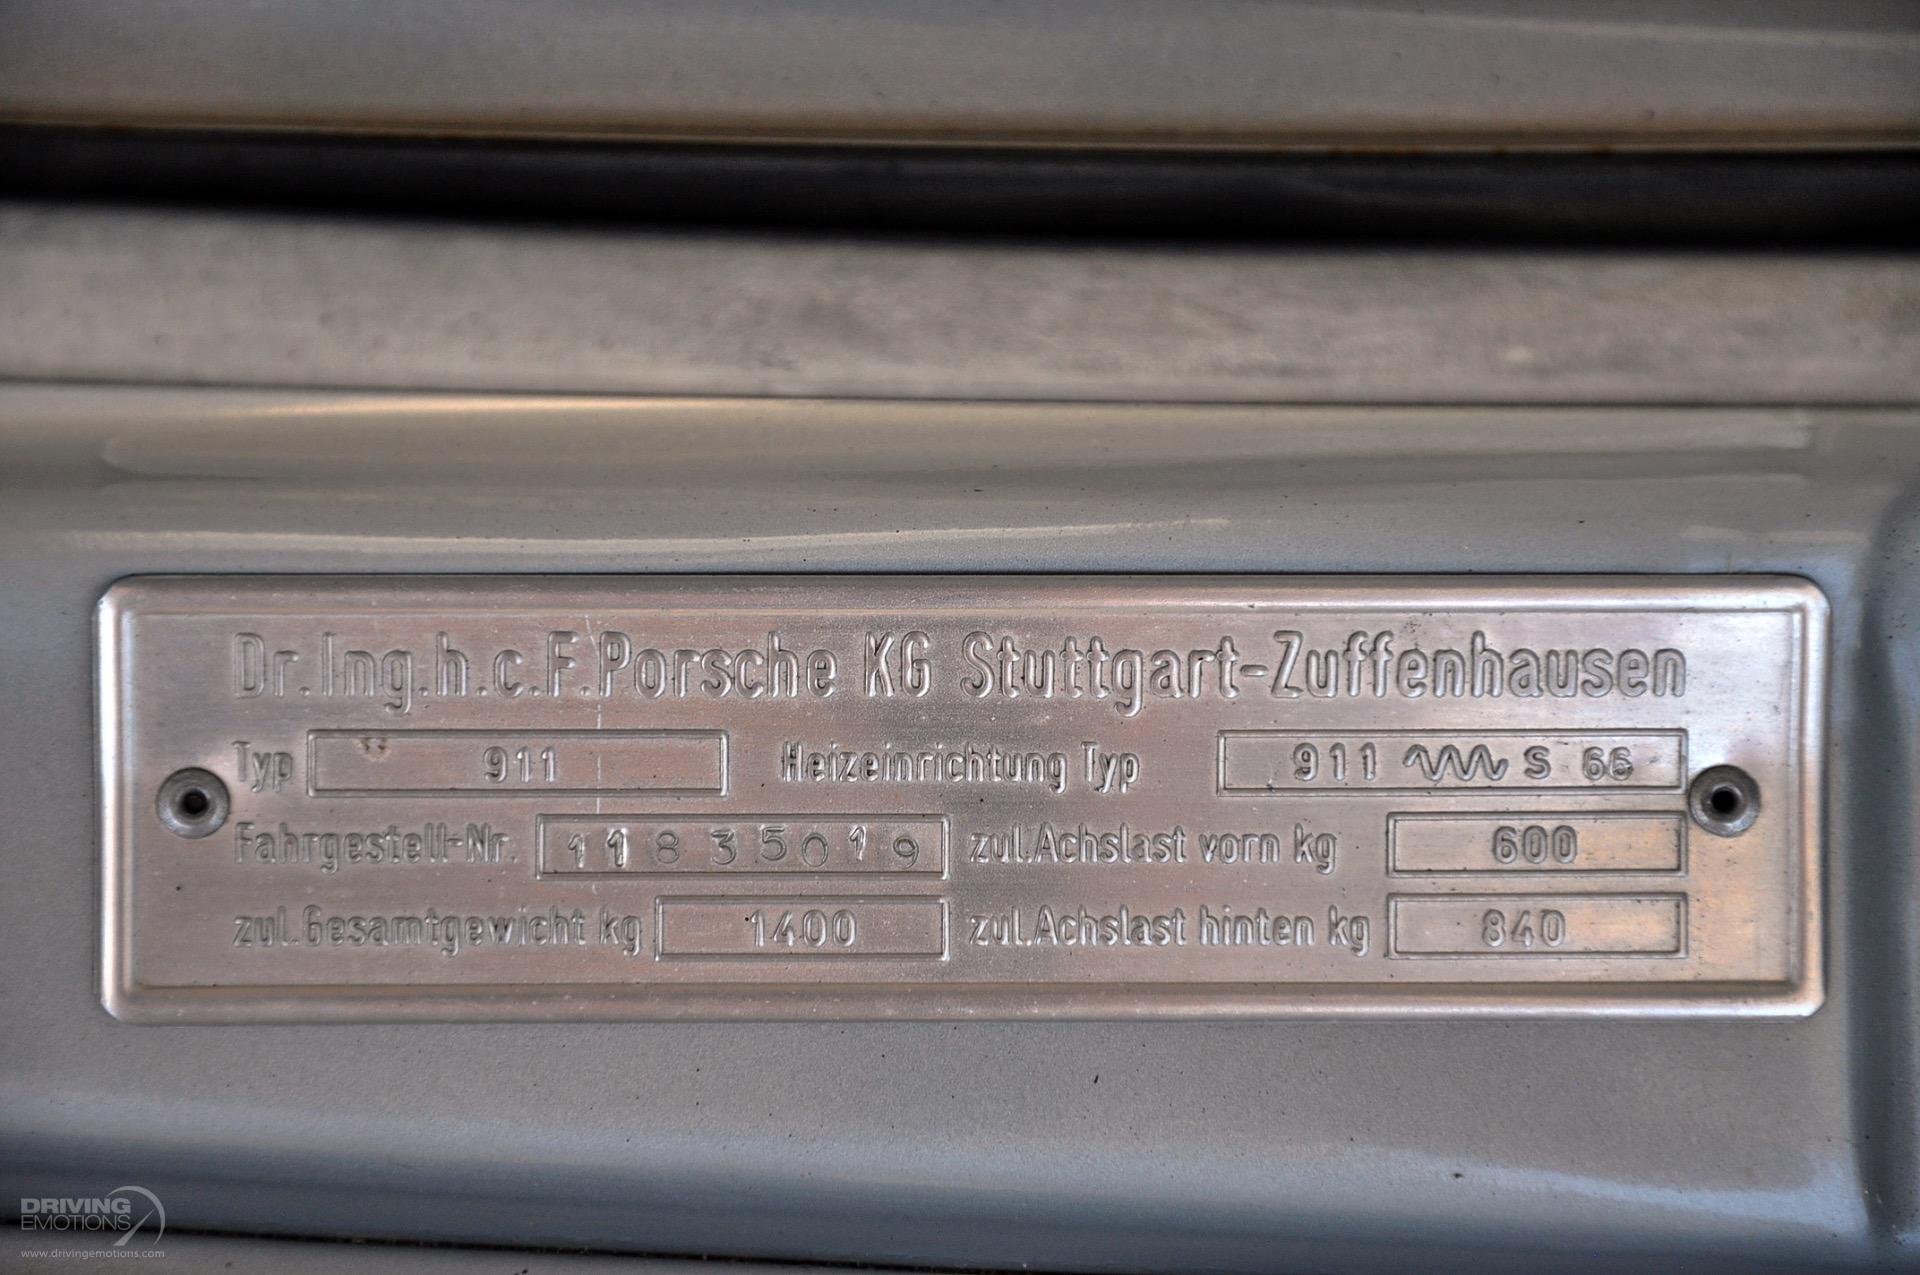 Dr.Ing.h.c.F.Porsche KG Stuttgart-Zuffenhausen
Typ 911 Heizeinrichtung Typ 911 S 66
Fahrgestell-Nr. 11835019 zul.Achslast vorn kg 600
zul.Gesamtgewicht kg 1400 zul.Achslast hinten kg 840
DRIVING
EMOTIONS
www.drivingemotions.com